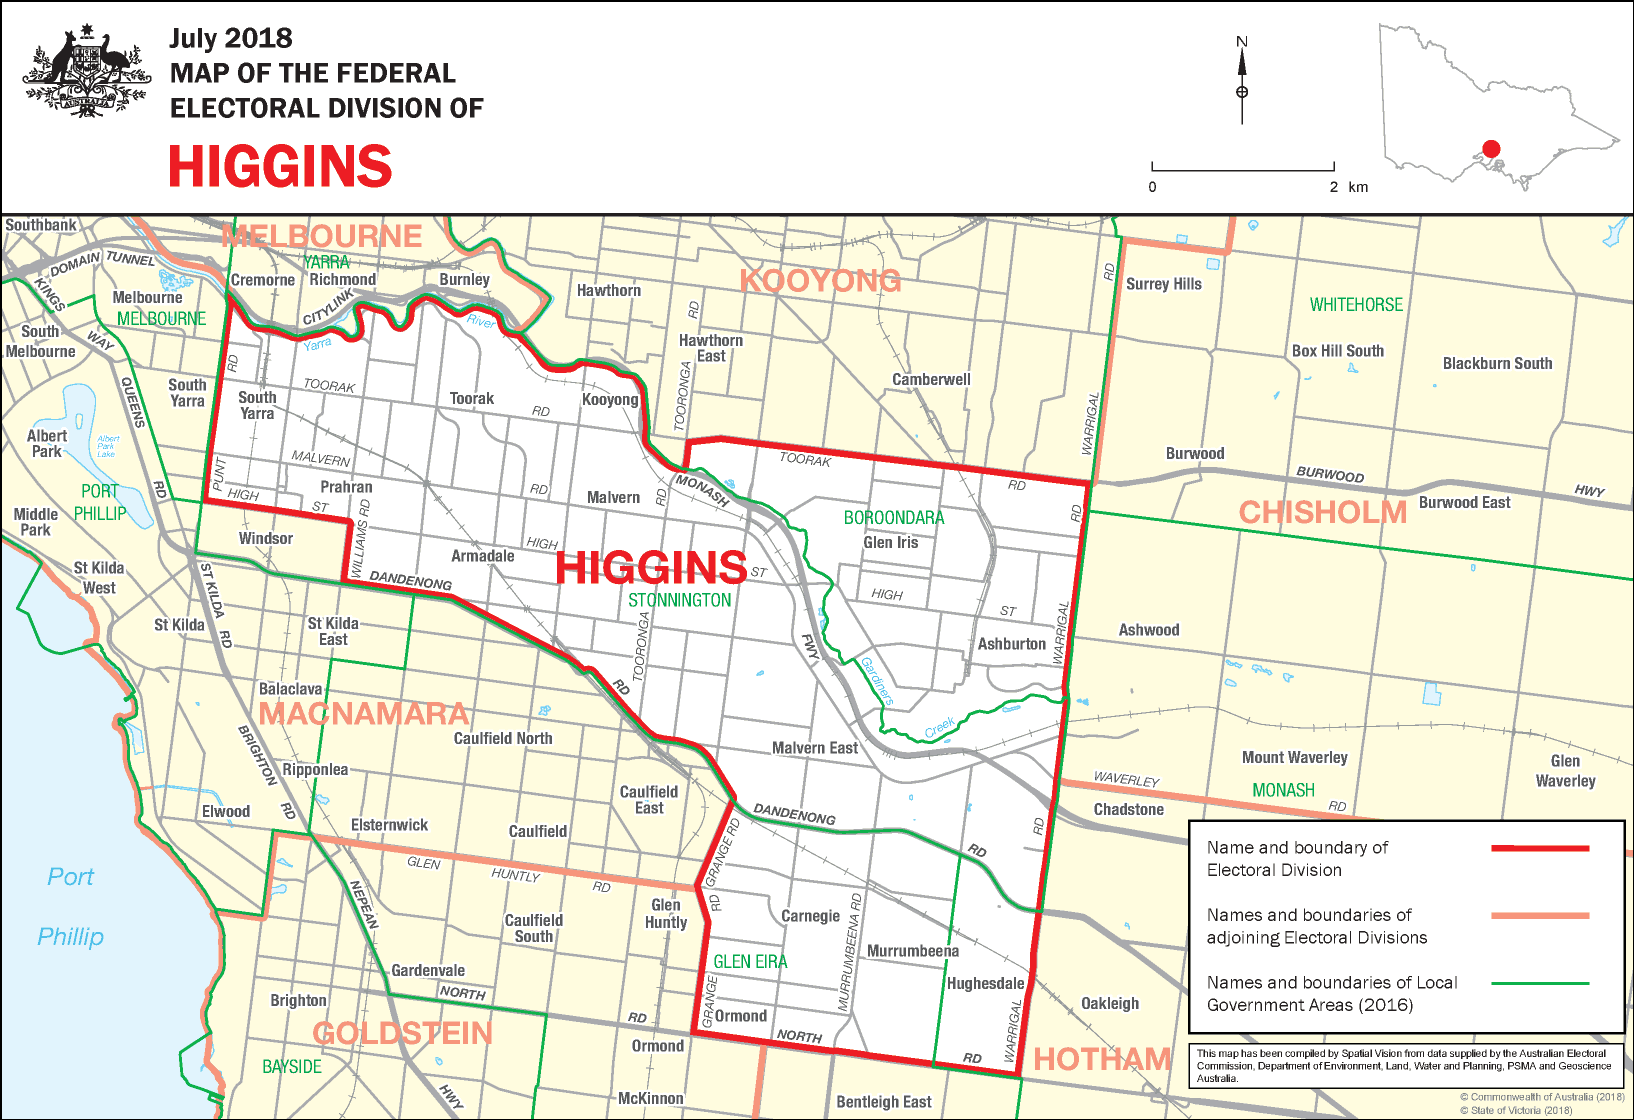 July 2018
MAP OF THE FEDERAL
ELECTORAL DIVISION OF
HIGGINS
AUSTRALIA
N
0 2 km
Southbank
MELBOURNE
YARRA
DOMAIN TUNNEL
Cremorne
Richmond
Burnley
Hawthorn
KOOYONG
RD
Surrey Hills
WHITEHORSE
KINGS
WAY
Melbourne
MELBOURNE
CITYLINK
Yarra
River
South
Melbourne
Hawthorn
East
RD
TOORONGA
Box Hill South
Blackburn South
Camberwell
QUEENS
RD
South
Yarra
RD
PUNT
South
Yarra
TOORAK
RD
Toorak
Kooyong
WARRIGAL
Albert
Park
Albert
Park
Lake
MALVERN
RD
TOORAK
RD
Burwood
BURWOOD
HWY
Burwood East
PORT
PHILLIP
Prahran
HIGH
ST
Malvern
RD
MONASH
FWY
BOROONDARA
Glen Iris
RD
CHISHOLM
Middle
Park
Windsor
WILLIAMS RD
Armadale
HIGH
ST
HIGGINS
STONNINGTON
St Kilda
West
ST KILDA RD
DANDENONG
RD
HIGH
ST
St Kilda
St Kilda
East
TOORONGA
Ashburton
WARRIGAL
Ashwood
Gardiners
Creek
Balaclava
MACNAMARA
Caulfield North
Malvern East
Mount Waverley
MONASH
Glen
Waverley
BRIGHTON
RD
Ripponlea
WAVERLEY
RD
Chadstone
Elwood
Elsternwick
Caulfield
East
Caulfield
DANDENONG
RD
RD
GLEN
HUNTLY
RD
GRANGE RD
Port
Phillip
NEPEAN
HWY
Caulfield
South
Glen
Huntly
RD
GRANGE
Carnegie
MURRUMBEENA RD
Murrumbeena
GLEN EIRA
Hughesdale
Gardenvale
NORTH
RD
Brighton
Oakleigh
Ormond
Ormond
NORTH
RD
WARRIGAL
GOLDSTEIN
BAYSIDE
HOTHAM
McKinnon
Bentleigh East
Name and boundary of
Electoral Division
Names and boundaries of
adjoining Electoral Divisions
Names and boundaries of Local
Government Areas (2016)
This map has been compiled by Spatial Vision from data supplied by the Australian Electoral
Commission, Department of Environment, Land, Water and Planning, PSMA and Geoscience
Australia.
© Commonwealth of Australia (2018)
© State of Victoria (2018)